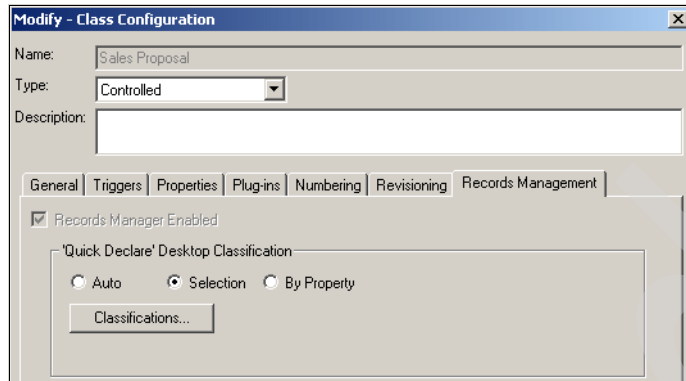 Modify - Class Configuration
Name: Sales Proposal
Type: Controlled
Description:
General Triggers Properties Plug-ins Numbering Revisioning Records Management
Records Manager Enabled
'Quick Declare' Desktop Classification
Auto Selection By Property
Classifications...